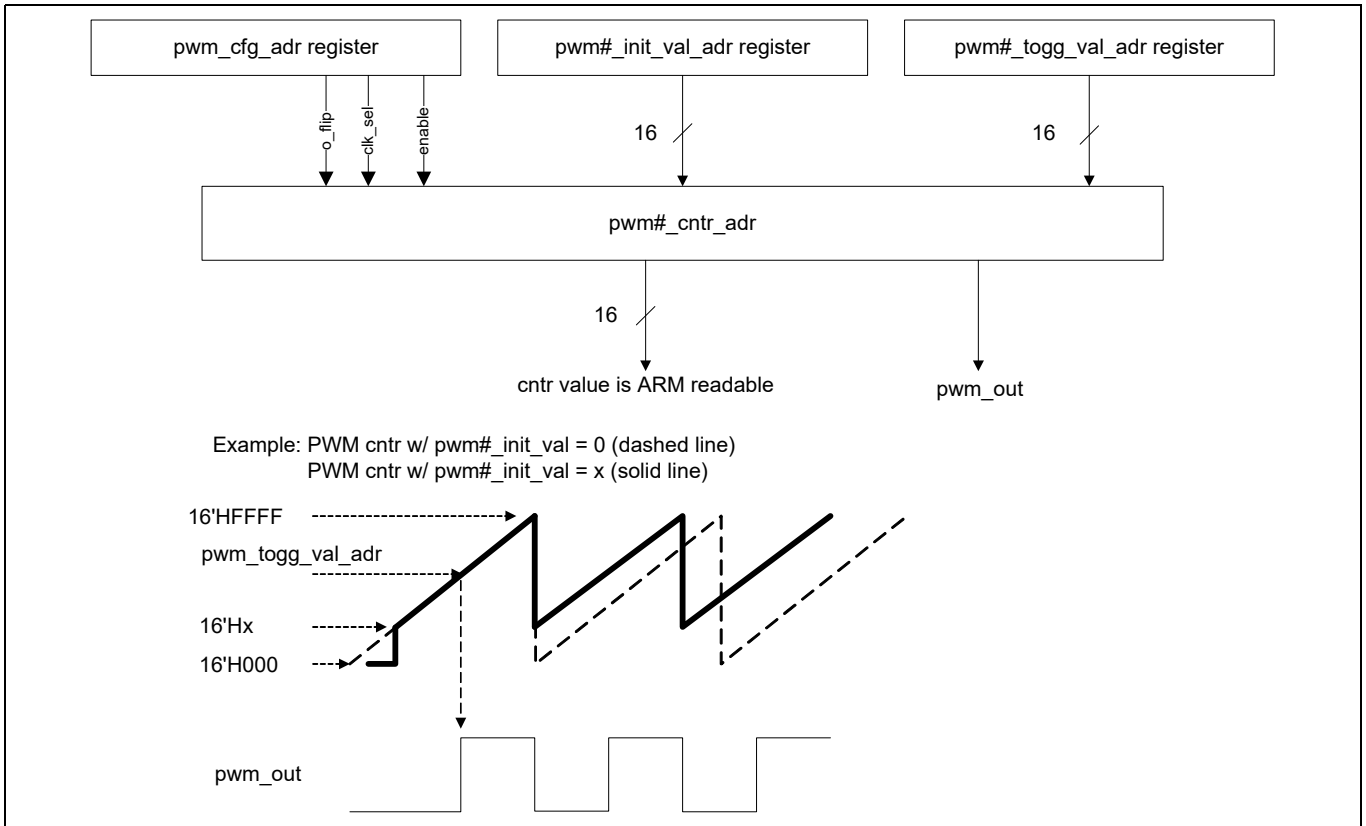 pwm_cfg_adr register
pwm#_init_val_adr register
pwm#_togg_val_adr register
o_flip
clk_sel
enable
16
16
pwm#_cntr_adr
16
cntr value is ARM readable
pwm_out
Example: PWM cntr w/ pwm#_init_val = 0 (dashed line)
PWM cntr w/ pwm#_init_val = x (solid line)
16'HFFFF
pwm_togg_val_adr
16'Hx
16'H000
pwm_out